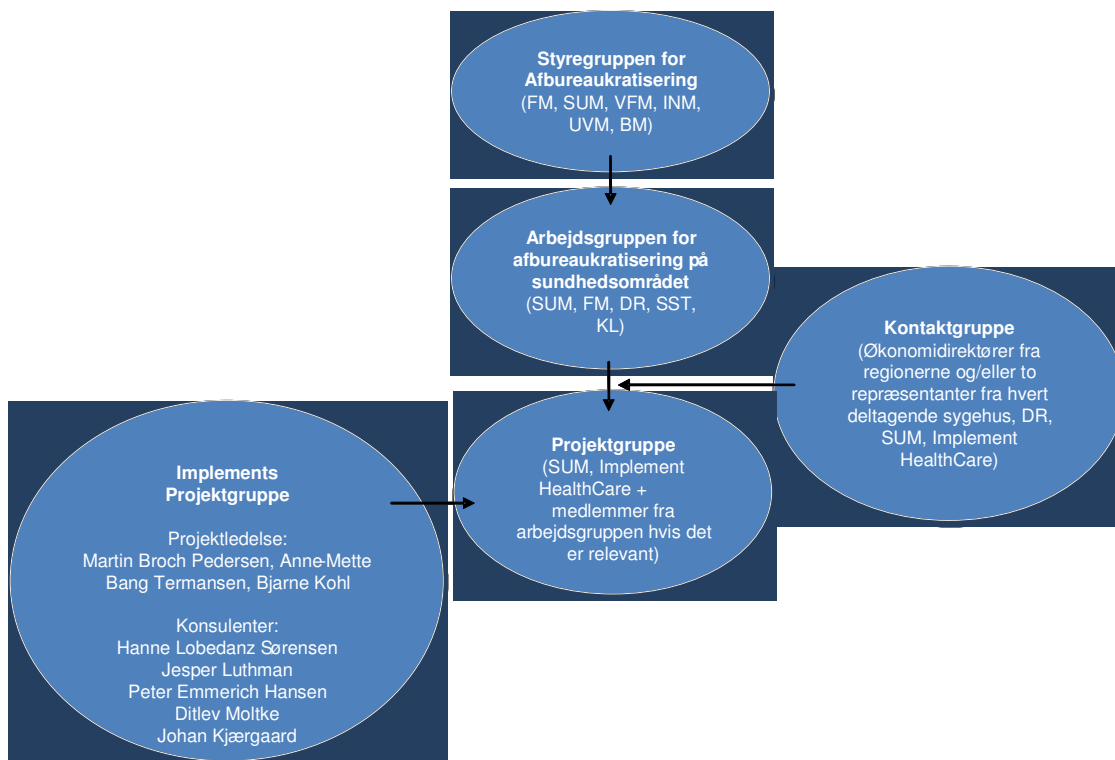 Styregruppen for
Afbureaukratisering
(FM, SUM, VFM, INM,
UVM, BM)
Arbejdsgruppen for
afbureaukratisering på
sundhedsområdet
(SUM, FM, DR, SST,
KL)
Kontaktgruppe
(Økonomidirektører fra
regionerne og/eller to
repræsentanter fra hvert
deltagende sygehus, DR,
SUM, Implement
HealthCare)
Projektgruppe
(SUM, Implement
HealthCare +
medlemmer fra
arbejdsgruppen hvis det
er relevant)
Implements
Projektgruppe
Projektledelse:
Martin Broch Pedersen, Anne-Mette
Bang Termansen, Bjarne Kohl
Konsulenter:
Hanne Lobedanz Sørensen
Jesper Luthman
Peter Emmerich Hansen
Ditlev Moltke
Johan Kjærgaard